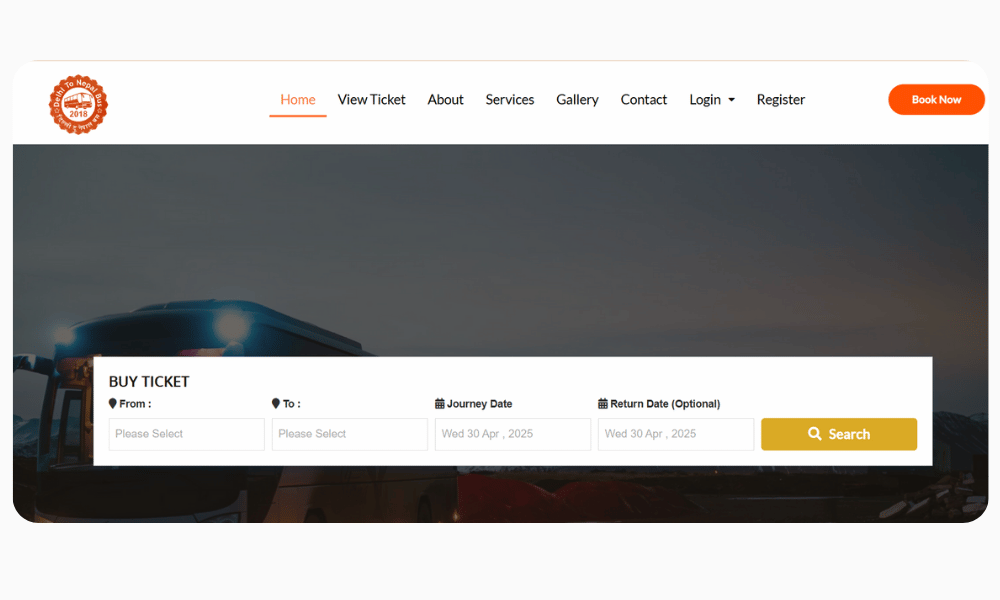 Delhi To Nepal Bus
2018
Home
View Ticket
About
Services
Gallery
Contact
Login
Register
Book Now
BUY TICKET
From :
To :
Journey Date
Return Date (Optional)
Please Select
Please Select
Wed 30 Apr , 2025
Wed 30 Apr , 2025
Search